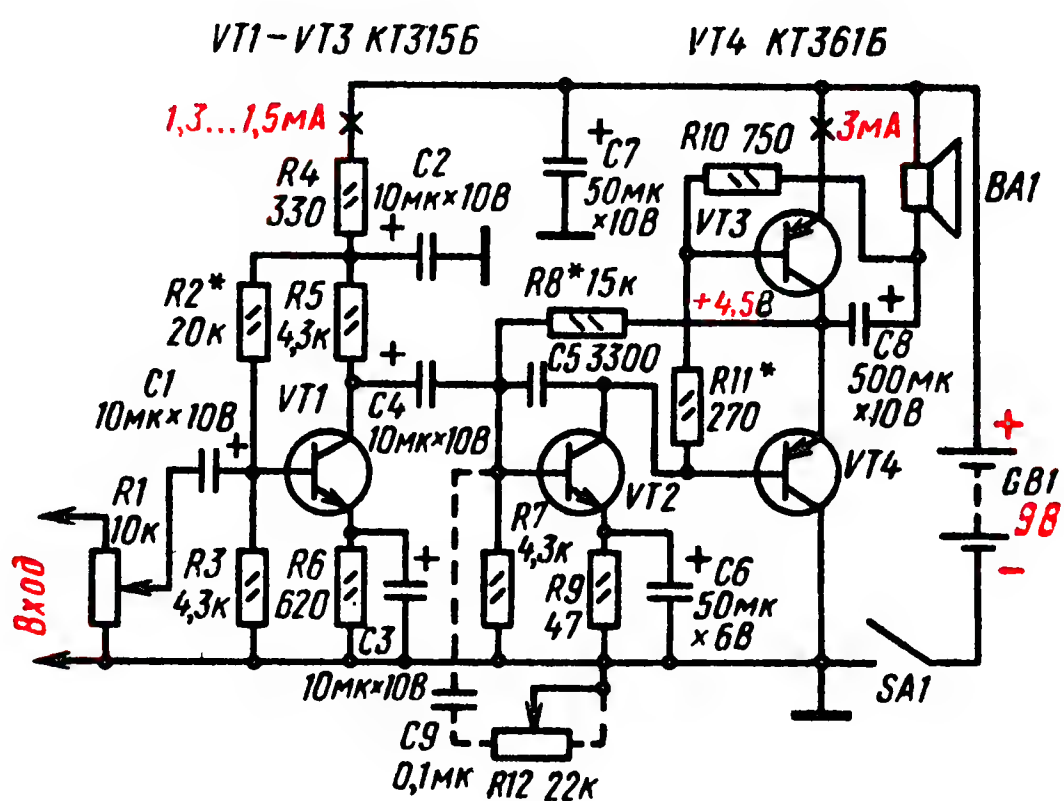 VT1-VT3 КТ315Б
VT4 КТ361Б
1,3...1,5мА
3мА
R4
330
C2
10мк×10В
+
+
C7
50мк
×10В
R10 750
BA1
VT3
R2*
20к
R5
4,3к
R8* 15к
+4,5В
+
C8
500мк
×10В
C1
10мк×10В
+
VT1
+
C4
10мк×10В
C5 3300
R11*
270
VT4
VT2
+
GB1
9В
-
R1
10к
Вход
R3
4,3к
R6
620
+
C3
10мк×10В
R7
4,3к
R9
47
+
C6
50мк
×6В
SA1
C9
0,1мк
R12 22к